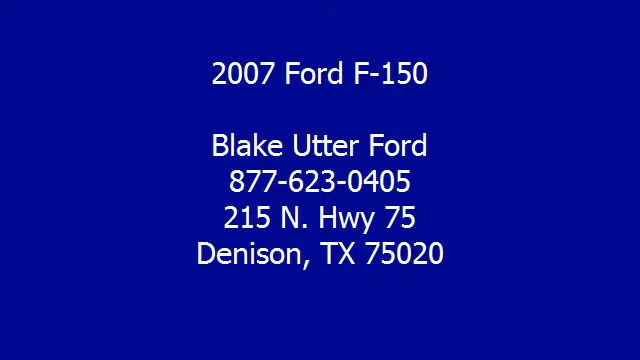 2007 Ford F-150
Blake Utter Ford
877-623-0405
215 N. Hwy 75
Denison, TX 75020